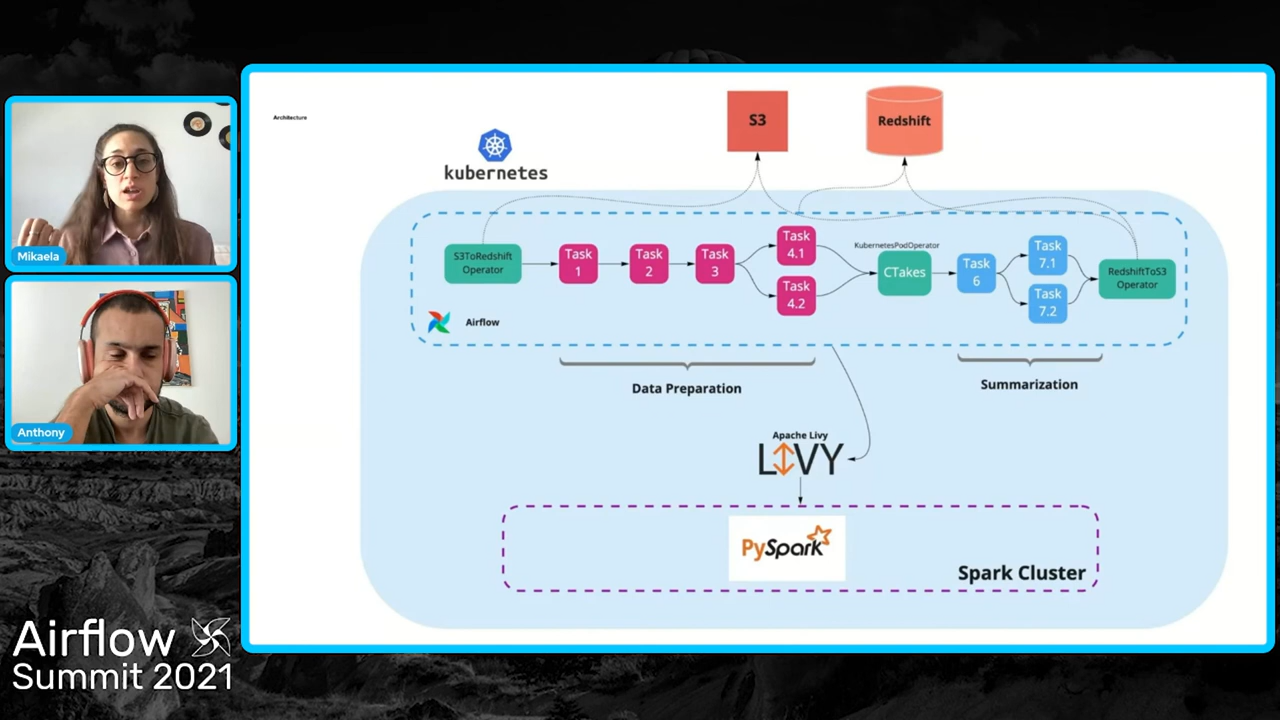 Architecture
S3
Redshift
kubernetes
S3ToRedshift
Operator
Task
1
Task
2
Task
3
Task
4.1
Task
4.2
KubernetesPodOperator
CTakes
Task
6
Task
7.1
Task
7.2
RedshiftToS3
Operator
Airflow
Data Preparation
Summarization
Apache Livy
LIVY
PySpark
Spark Cluster
Mikaela
Anthony
Airflow
Summit 2021